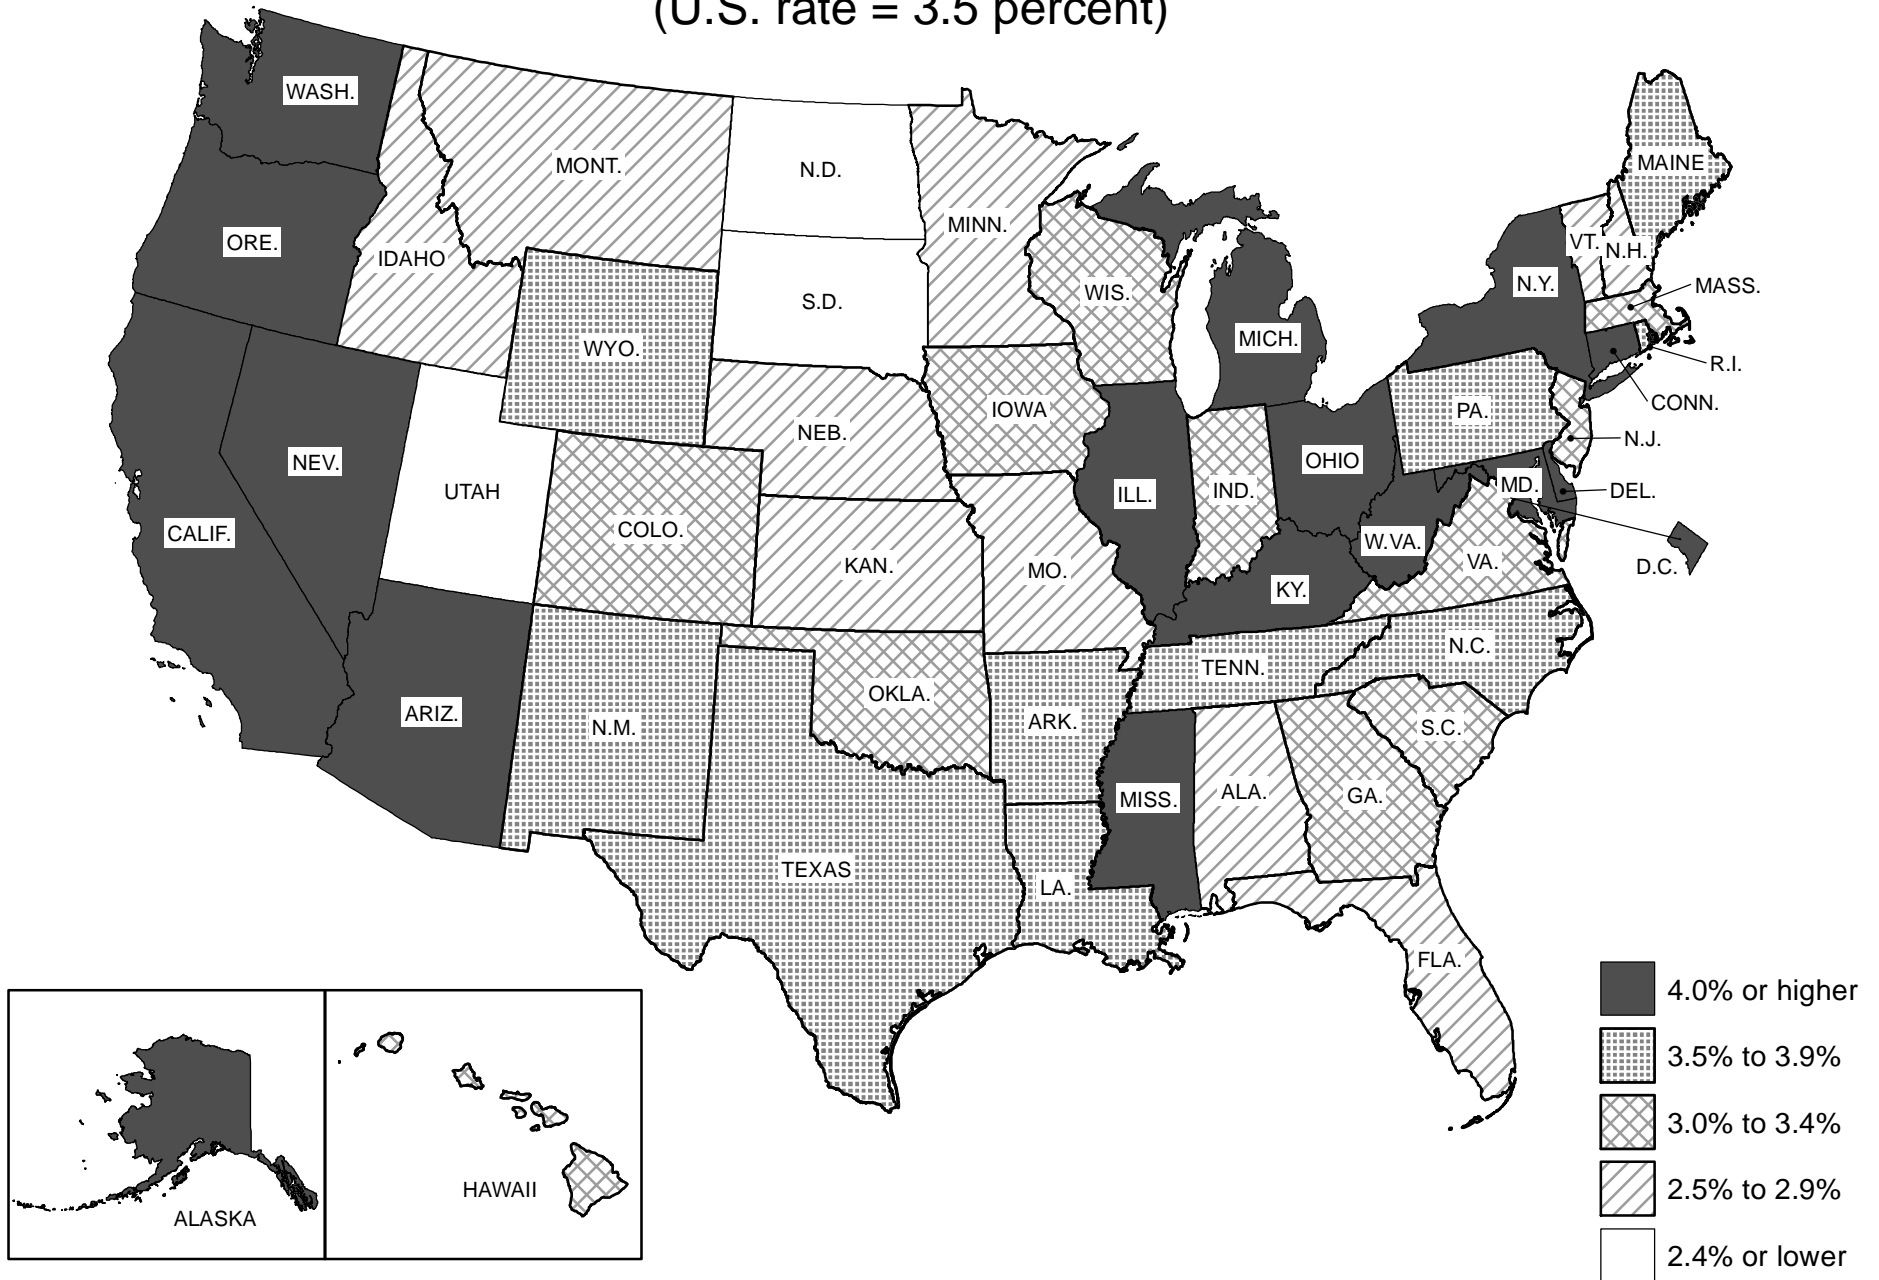 (U.S. rate = 3.5 percent)
WASH.
MONT.
N.D.
MINN.
MAINE
ORE.
IDAHO
VT.
N.H.
S.D.
WIS.
N.Y.
MASS.
WYO.
MICH.
R.I.
CONN.
IOWA
PA.
NEB.
N.J.
NEV.
UTAH
OHIO
ILL.
IND.
MD.
DEL.
CALIF.
COLO.
KAN.
MO.
W.VA.
VA.
D.C.
KY.
N.C.
TENN.
ARIZ.
N.M.
OKLA.
ARK.
S.C.
MISS.
ALA.
GA.
TEXAS
LA.
FLA.
HAWAII
ALASKA
4.0% or higher
3.5% to 3.9%
3.0% to 3.4%
2.5% to 2.9%
2.4% or lower